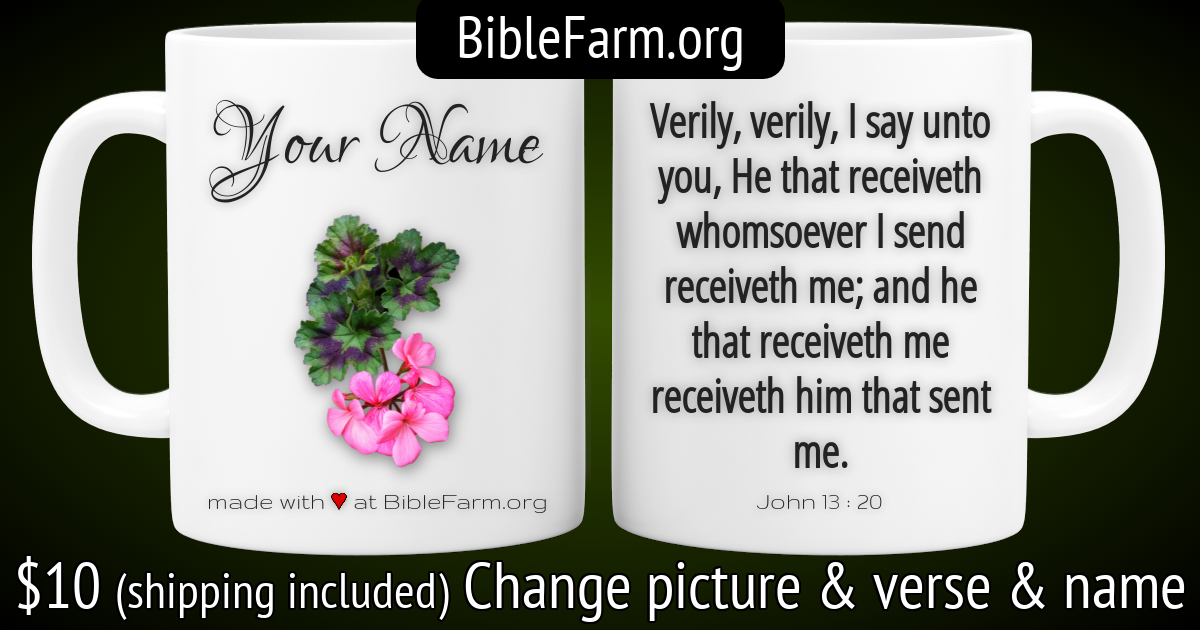 BibleFarm.org
Your Name
made with ♥ at BibleFarm.org
Verily, verily, I say unto
you, He that receiveth
whomsoever I send
receiveth me; and he
that receiveth me
receiveth him that sent
me.
John 13 : 20
$10 (shipping included) Change picture & verse & name